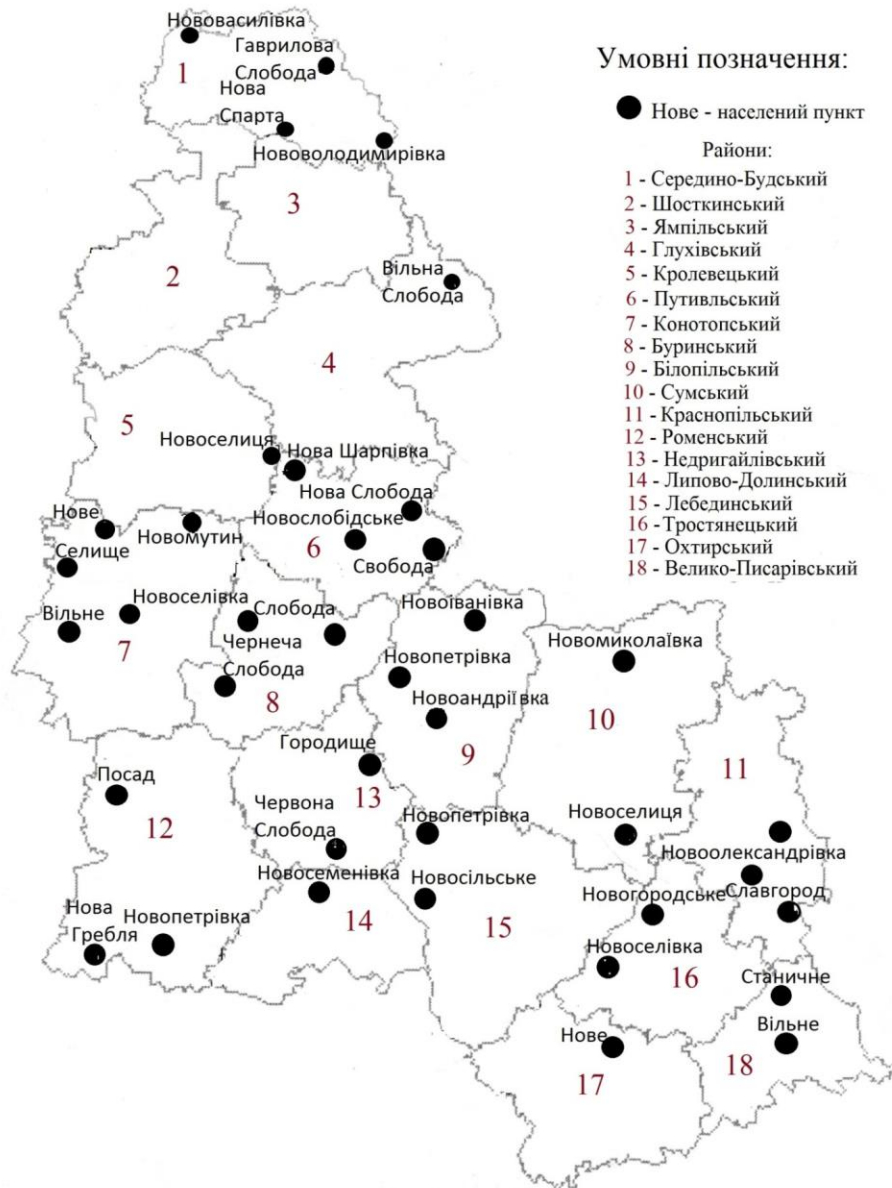 Нововасилівка
Гаврилова
Слобода
1
Нова
Спарта
Нововолодимирівка
3
2
Вільна
Слобода
4
5
Новоселиця
Нова Шарпівка
Нова Слобода
Нове
Новослобідське
Новомутин
6
Свобода
Селище
Новоселівка
Вільне
7
Слобода
Чернеча
Слобода
8
Новоіванівка
Новопетрівка
Новоандріївка
9
Новомиколаївка
10
11
Городище
13
Посад
12
Червона
Слобода
Новопетрівка
Новоселиця
Новоолександрівка
Новосеменівка
14
Новосільське
15
Славгород
Новогородське
Нова
Гребля
Новопетрівка
Новоселівка
16
Станичне
Нове
17
Вільне
18
Умовні позначення:
Нове - населений пункт
Райони:
1 - Середино-Будський
2 - Шосткинський
3 - Ямпільський
4 - Глухівський
5 - Кролевецький
6 - Путивльський
7 - Конотопський
8 - Буринський
9 - Білопільський
10 - Сумський
11 - Краснопільський
12 - Роменський
13 - Недригайлівський
14 - Липово-Долинський
15 - Лебединський
16 - Тростянецький
17 - Охтирський
18 - Велико-Писарівський